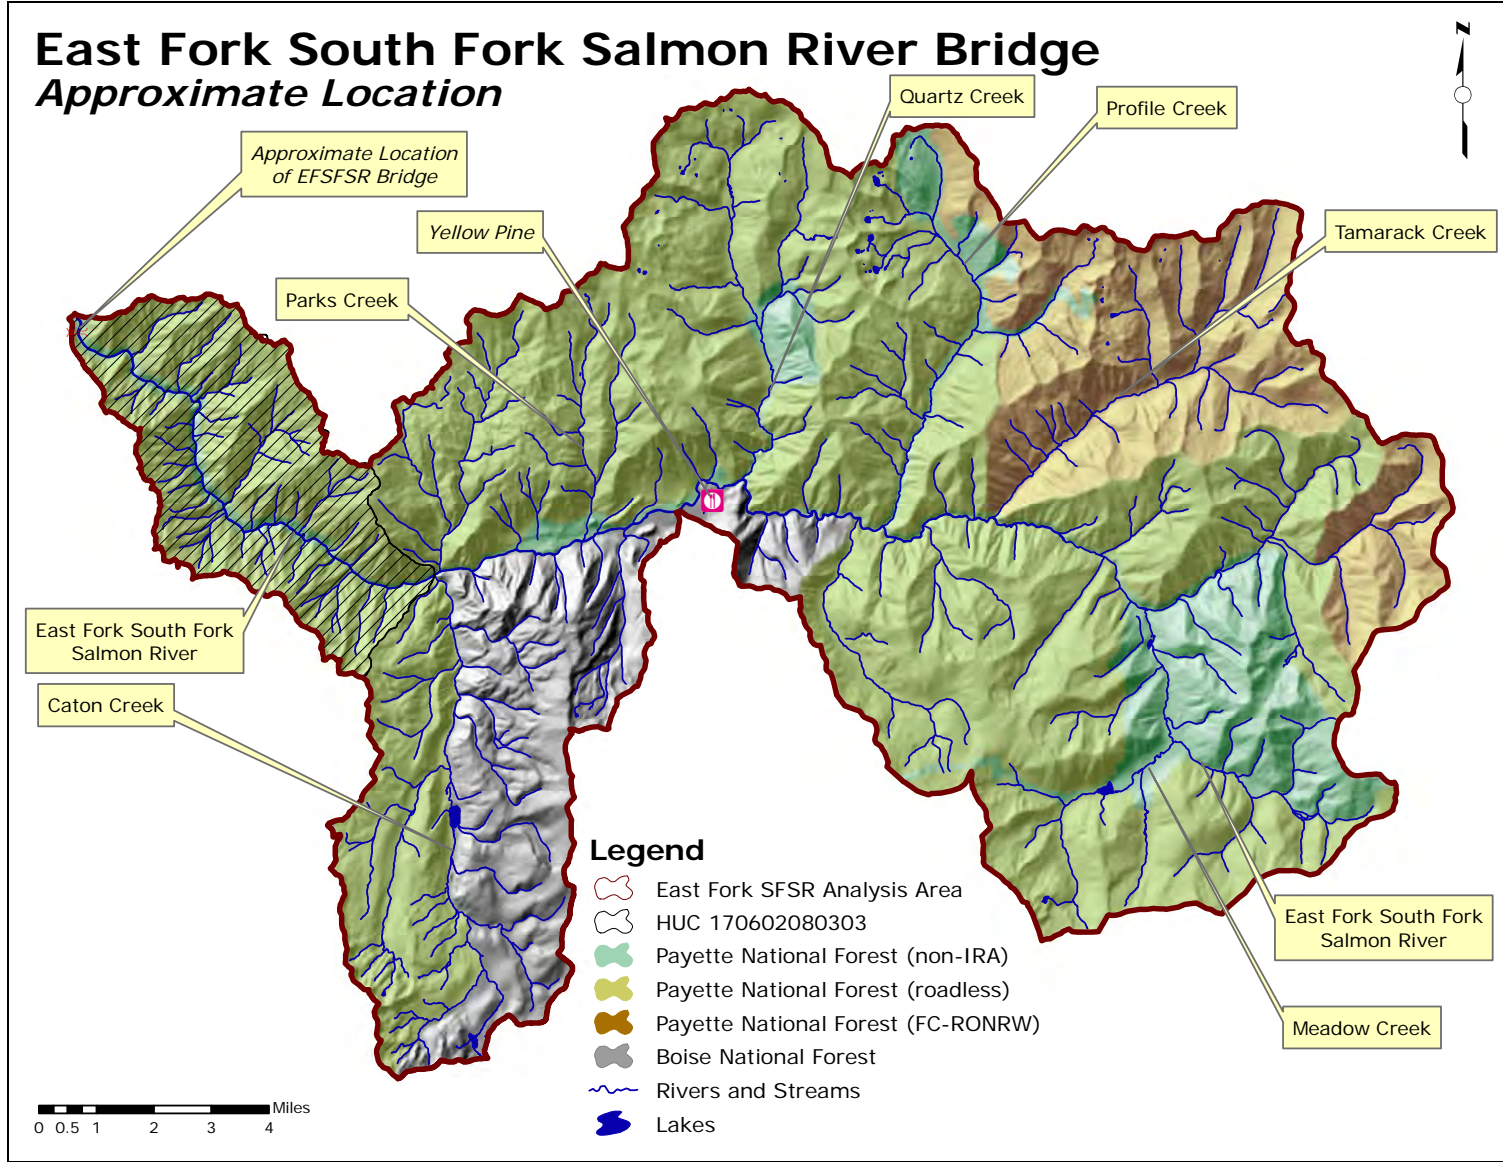 East Fork South Fork Salmon River Bridge
Approximate Location
N
Quartz Creek
Profile Creek
Approximate Location
of EFSFSR Bridge
Yellow Pine
Tamarack Creek
Parks Creek
East Fork South Fork
Salmon River
Caton Creek
Legend
East Fork SFSR Analysis Area
HUC 170602080303
Payette National Forest (non-IRA)
Payette National Forest (roadless)
Payette National Forest (FC-RONRW)
Boise National Forest
Rivers and Streams
Lakes
East Fork South Fork
Salmon River
Meadow Creek
Miles
0 0.5 1 2 3 4